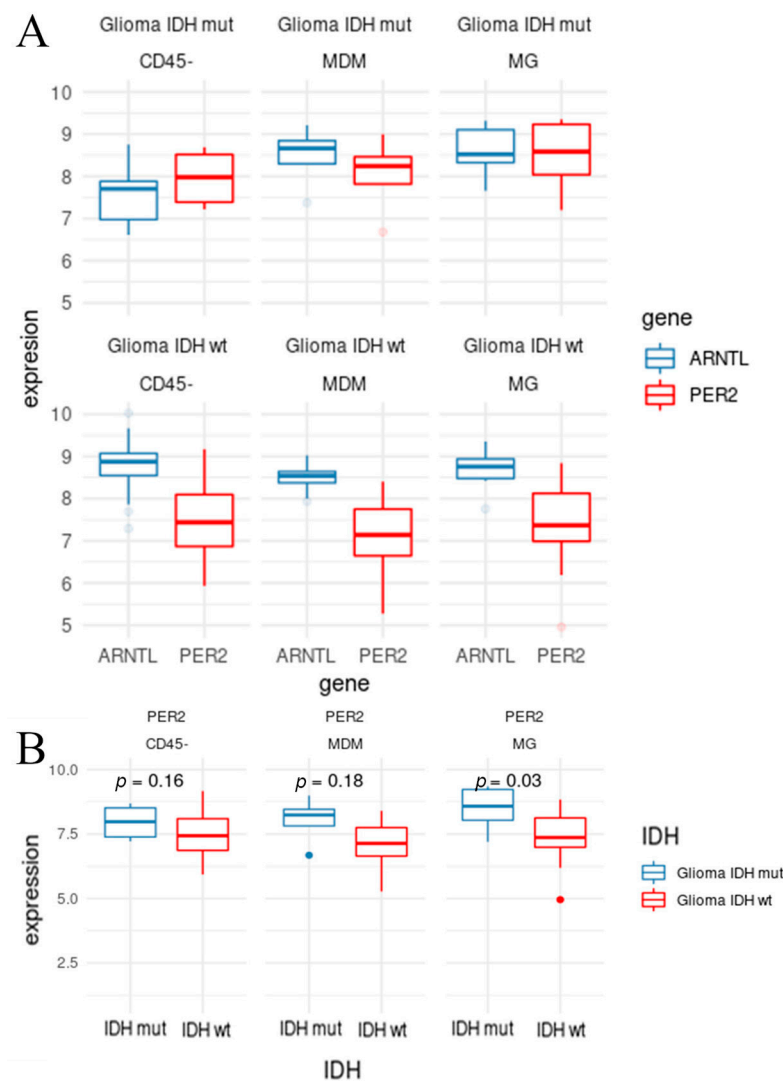 A
Glioma IDH mut Glioma IDH mut Glioma IDH mut
CD45- MDM MG
10
9
8
7
6
5
expresion
Glioma IDH wt Glioma IDH wt Glioma IDH wt
CD45- MDM MG
10
9
8
7
6
5
ARNTL PER2 ARNTL PER2 ARNTL PER2
gene
gene
ARNTL
PER2
B
PER2 PER2 PER2
CD45- MDM MG
10.0
7.5
5.0
2.5
expression
p = 0.16 p = 0.18 p = 0.03
IDH mut IDH wt IDH mut IDH wt IDH mut IDH wt
IDH
IDH
Glioma IDH mut
Glioma IDH wt